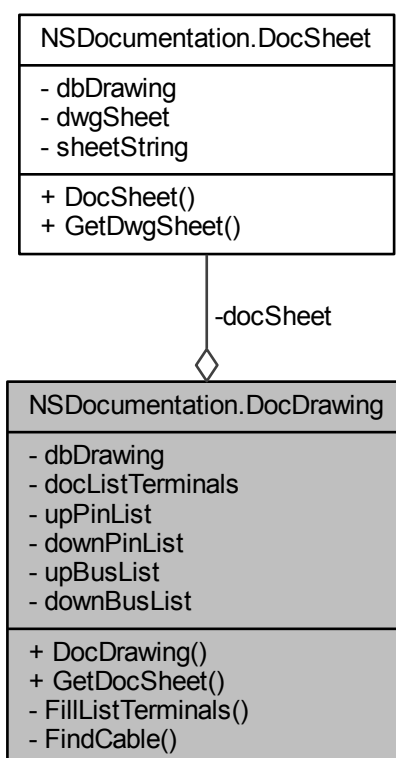 NSDocumentation.DocSheet
- dbDrawing
- dwgSheet
- sheetString
+ DocSheet()
+ GetDwgSheet()
-docSheet
NSDocumentation.DocDrawing
- dbDrawing
- docListTerminals
- upPinList
- downPinList
- upBusList
- downBusList
+ DocDrawing()
+ GetDocSheet()
- FillListTerminals()
- FindCable()